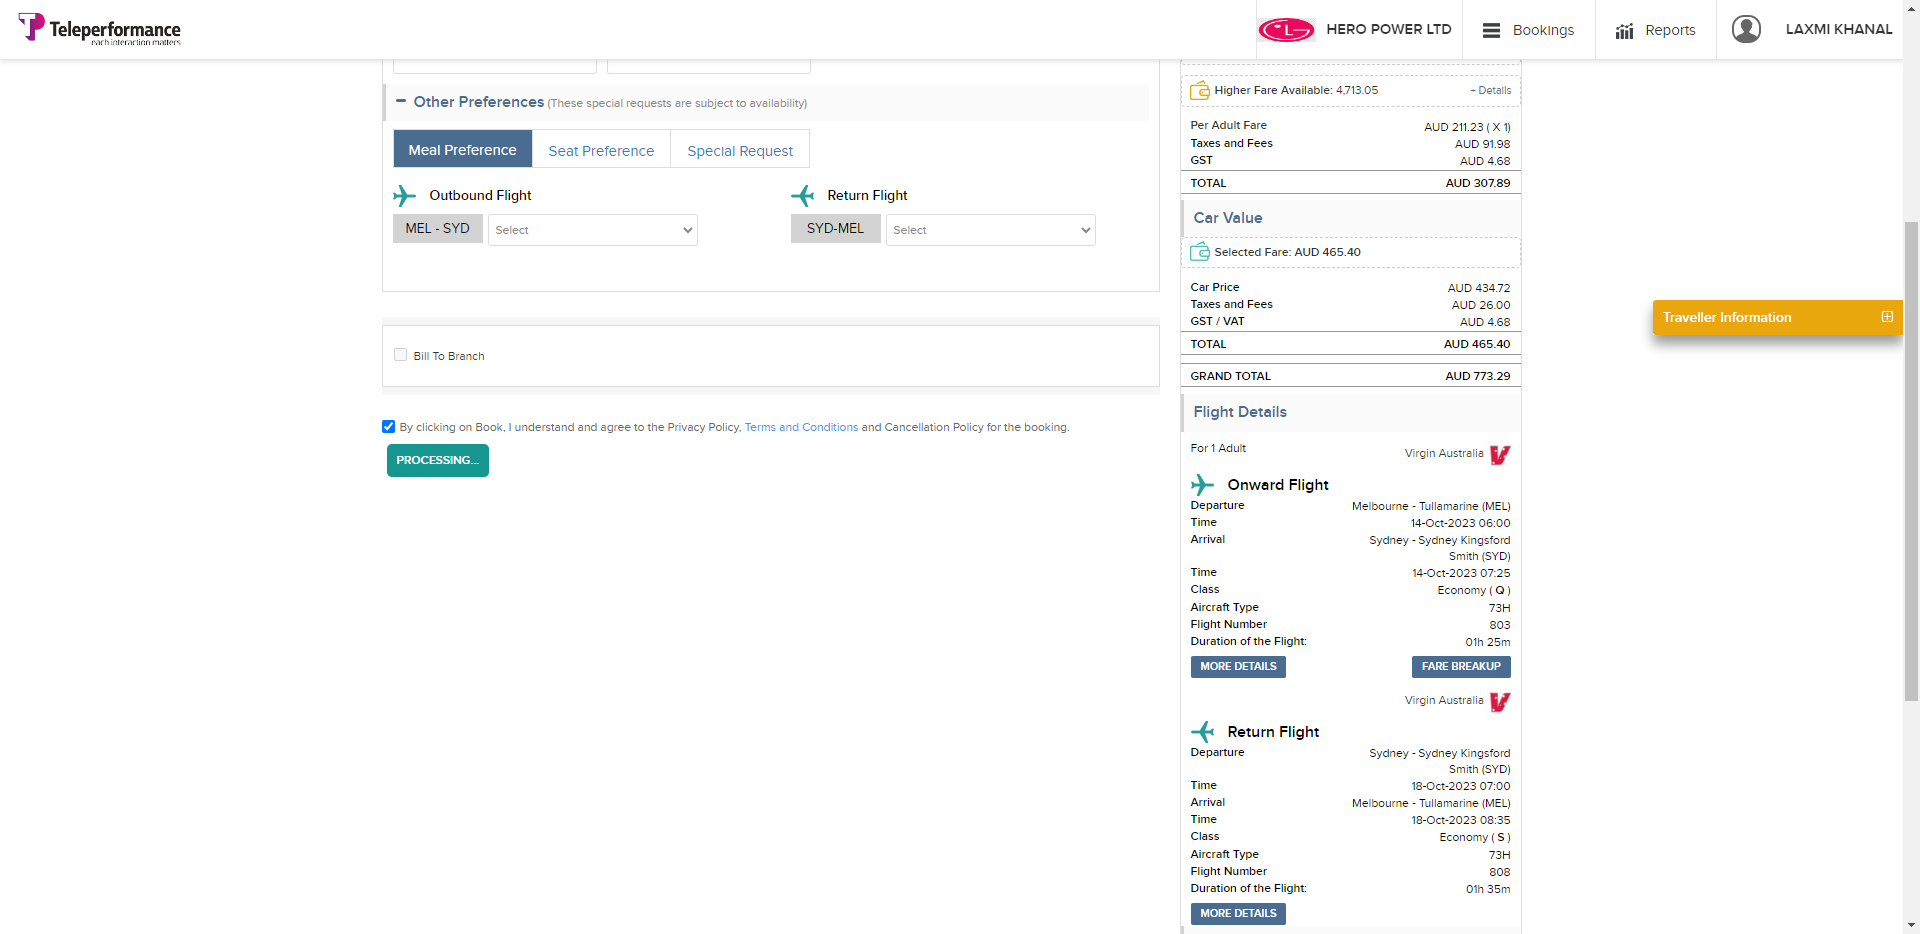 Teleperformance
each interaction matters
HERO POWER LTD
Bookings
Reports
LAXMI KHANAL
Other Preferences (These special requests are subject to availability)
Meal Preference
Seat Preference
Special Request
Outbound Flight
Return Flight
MEL - SYD
Select
SYD-MEL
Select
Bill To Branch
By clicking on Book, I understand and agree to the Privacy Policy, Terms and Conditions and Cancellation Policy for the booking.
PROCESSING...
Higher Fare Available: 4,713.05
+ Details
Per Adult Fare AUD 211.23 ( X 1)
Taxes and Fees AUD 91.98
GST AUD 4.68
TOTAL AUD 307.89
Car Value
Selected Fare: AUD 465.40
Car Price AUD 434.72
Taxes and Fees AUD 26.00
GST / VAT AUD 4.68
TOTAL AUD 465.40
GRAND TOTAL AUD 773.29
Flight Details
For 1 Adult
Virgin Australia
Onward Flight
Departure Melbourne - Tullamarine (MEL)
Time 14-Oct-2023 06:00
Arrival Sydney - Sydney Kingsford
Smith (SYD)
Time 14-Oct-2023 07:25
Class Economy ( Q )
Aircraft Type 73H
Flight Number 803
Duration of the Flight: 01h 25m
MORE DETAILS
FARE BREAKUP
Virgin Australia
Return Flight
Departure Sydney - Sydney Kingsford
Smith (SYD)
Time 18-Oct-2023 07:00
Arrival Melbourne - Tullamarine (MEL)
Time 18-Oct-2023 08:35
Class Economy ( S )
Aircraft Type 73H
Flight Number 808
Duration of the Flight: 01h 35m
MORE DETAILS
Traveller Information